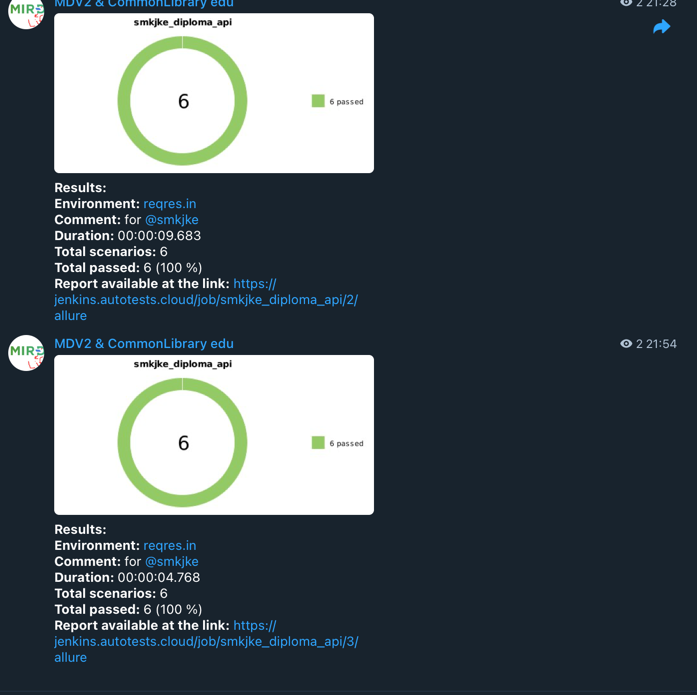 MDV2 & CommonLibrary edu
2 21:28
MIR
smkjke_diploma_api
6
6 passed
Results:
Environment: reqres.in
Comment: for @smkjke
Duration: 00:00:09.683
Total scenarios: 6
Total passed: 6 (100 %)
Report available at the link: https://
jenkins.autotests.cloud/job/smkjke_diploma_api/2/
allure
MDV2 & CommonLibrary edu
2 21:54
MIR
smkjke_diploma_api
6
6 passed
Results:
Environment: reqres.in
Comment: for @smkjke
Duration: 00:00:04.768
Total scenarios: 6
Total passed: 6 (100 %)
Report available at the link: https://
jenkins.autotests.cloud/job/smkjke_diploma_api/3/
allure